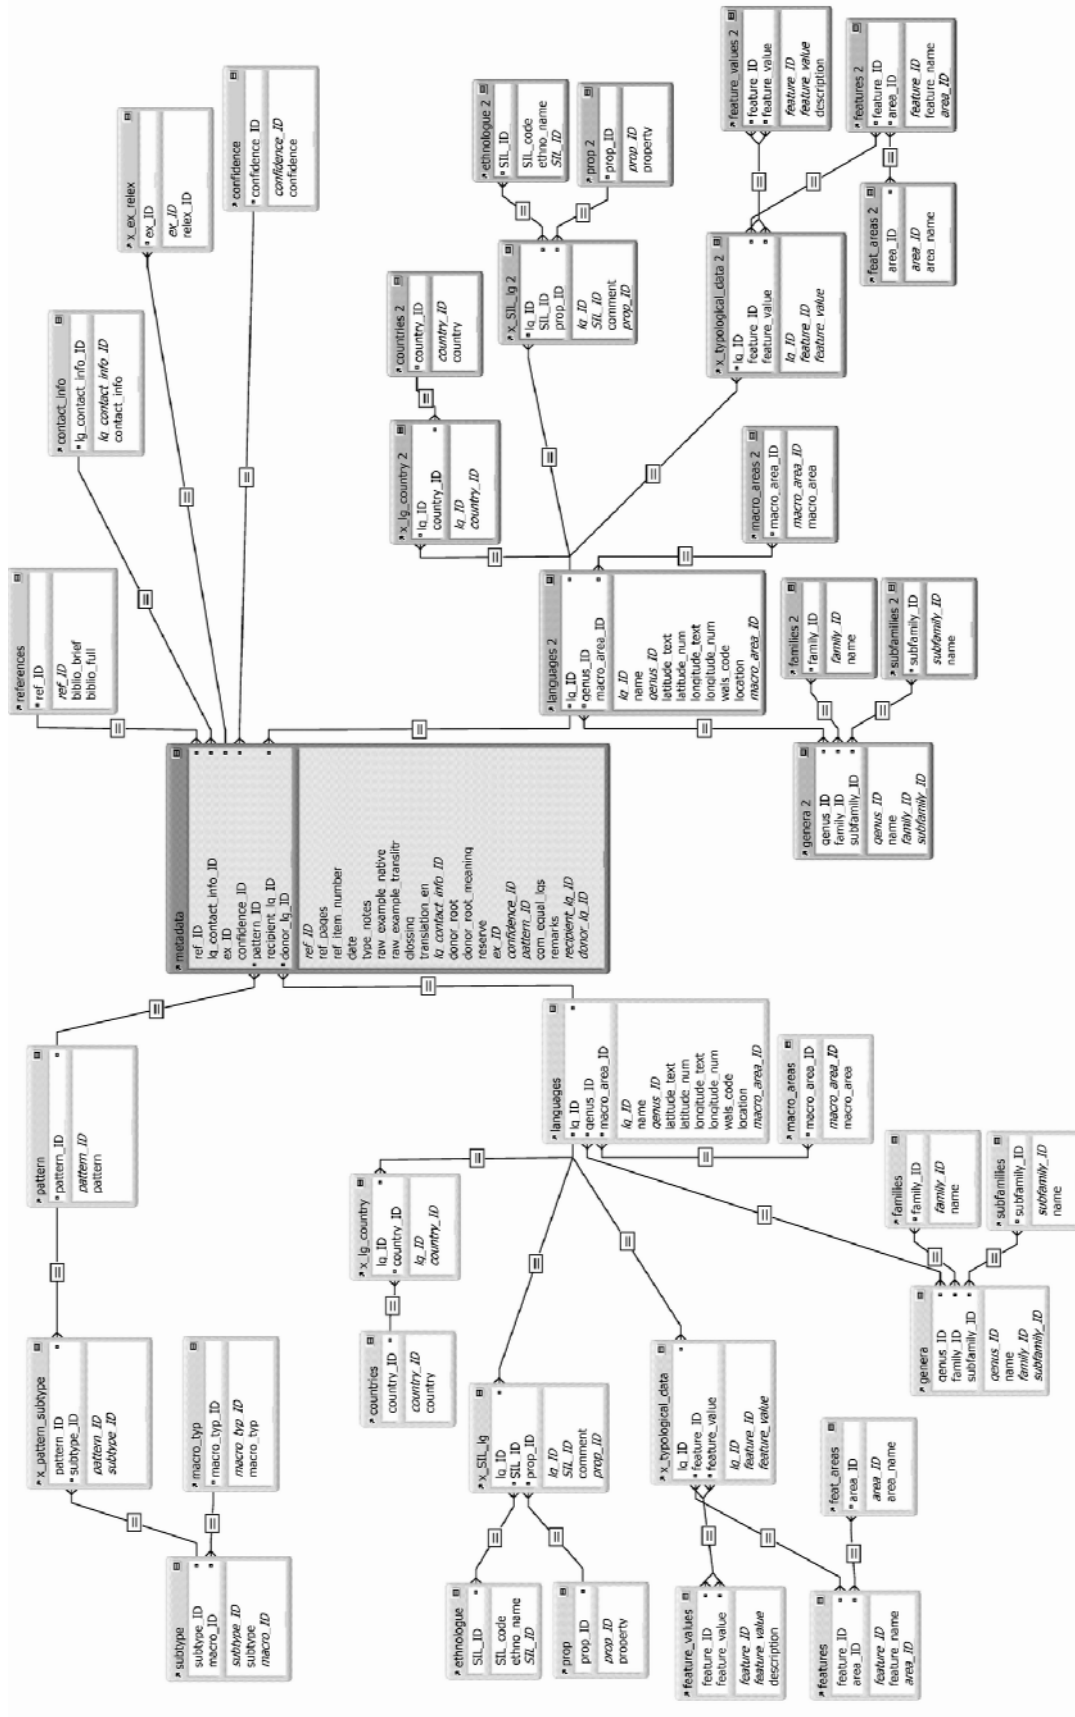 subtype
subtype_ID
macro_ID
subtype_ID
subtype
macro_ID
x_pattern_subtype
pattern_ID
subtype_ID
pattern_ID
subtype_ID
macro_typ
macro_typ_ID
macro_typ_ID
macro_typ
pattern
pattern_ID
pattern_ID
pattern
metadata
ref_ID
lg_contact_info_ID
ex_ID
confidence_ID
pattern_ID
recipient_lg_ID
donor_lg_ID
ref_ID
ref_pages
ref_item_number
date
type_notes
raw_example_native
raw_example_translitr
glossing
translation_en
lg_contact_info_ID
donor_root
donor_root_meaning
reserve
ex_ID
confidence_ID
pattern_ID
com_equal_lgs
remarks
recipient_lg_ID
donor_lg_ID
references
ref_ID
ref_ID
biblio_brief
biblio_full
contact_info
lg_contact_info_ID
lg_contact_info_ID
contact_info
x_ex_relex
ex_ID
ex_ID
relex_ID
confidence
confidence_ID
confidence_ID
confidence
countries
country_ID
country_ID
country
x_lg_country
lg_ID
country_ID
lg_ID
country_ID
ethnologue
SIL_ID
SIL_code
ethno_name
SIL_ID
prop
prop_ID
prop_ID
property
x_SIL_lg
lg_ID
SIL_ID
prop_ID
lg_ID
SIL_ID
comment
prop_ID
languages
lg_ID
genus_ID
macro_area_ID
lg_ID
name
genus_ID
latitude_text
latitude_num
longitude_text
longitude_num
wals_code
location
macro_area_ID
feature_values
feature_ID
feature_value
feature_ID
feature_value
description
x_typological_data
lg_ID
feature_ID
feature_value
lg_ID
feature_ID
feature_value
features
feature_ID
area_ID
feature_ID
feature_name
area_ID
feat_areas
area_ID
area_ID
area_name
macro_areas
macro_area_ID
macro_area_ID
macro_area
genera
genus_ID
family_ID
subfamily_ID
genus_ID
name
family_ID
subfamily_ID
families
family_ID
family_ID
name
subfamilies
subfamily_ID
subfamily_ID
name
languages 2
lg_ID
genus_ID
macro_area_ID
lg_ID
name
genus_ID
latitude_text
latitude_num
longitude_text
longitude_num
wals_code
location
macro_area_ID
x_lg_country 2
lg_ID
country_ID
lg_ID
country_ID
countries 2
country_ID
country_ID
country
x_SIL_lg 2
lg_ID
SIL_ID
prop_ID
lg_ID
SIL_ID
comment
prop_ID
ethnologue 2
SIL_ID
SIL_code
ethno_name
SIL_ID
prop 2
prop_ID
prop_ID
property
x_typological_data 2
lg_ID
feature_ID
feature_value
lg_ID
feature_ID
feature_value
feature_values 2
feature_ID
feature_value
feature_ID
feature_value
description
features 2
feature_ID
area_ID
feature_ID
feature_name
area_ID
feat_areas 2
area_ID
area_ID
area_name
macro_areas 2
macro_area_ID
macro_area_ID
macro_area
genera 2
genus_ID
family_ID
subfamily_ID
genus_ID
name
family_ID
subfamily_ID
families 2
family_ID
family_ID
name
subfamilies 2
subfamily_ID
subfamily_ID
name